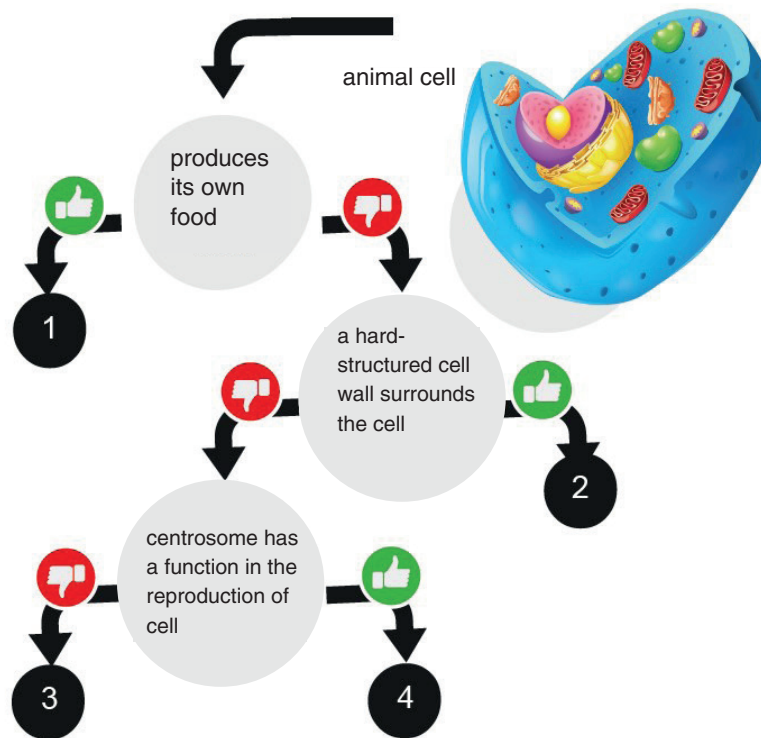 animal cell
produces
its own
food
1
a hard-
structured cell
wall surrounds
the cell
2
centrosome has
a function in the
reproduction of
cell
3
4